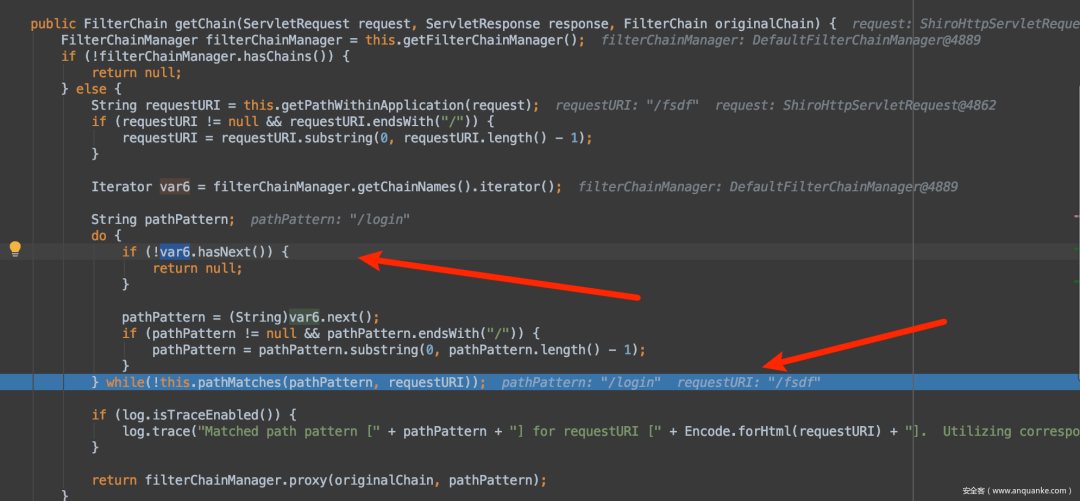 public FilterChain getChain(ServletRequest request, ServletResponse response, FilterChain originalChain) {  request: ShiroHttpServletReque
FilterChainManager filterChainManager = this.getFilterChainManager();  filterChainManager: DefaultFilterChainManager@4889
if (!filterChainManager.hasChains()) {
return null;
} else {
String requestURI = this.getPathWithinApplication(request);  requestURI: "/fsdf"  request: ShiroHttpServletRequest@4862
if (requestURI != null && requestURI.endsWith("/")) {
requestURI = requestURI.substring(0, requestURI.length() - 1);
}
Iterator var6 = filterChainManager.getChainNames().iterator();  filterChainManager: DefaultFilterChainManager@4889
String pathPattern;  pathPattern: "/login"
do {
if (!var6.hasNext()) {
return null;
}
pathPattern = (String)var6.next();
if (pathPattern != null && pathPattern.endsWith("/")) {
pathPattern = pathPattern.substring(0, pathPattern.length() - 1);
}
} while(!this.pathMatches(pathPattern, requestURI));  pathPattern: "/login"  requestURI: "/fsdf"
if (log.isTraceEnabled()) {
log.trace("Matched path pattern [" + pathPattern + "] for requestURI [" + Encode.forHtml(requestURI) + "].  Utilizing correspo
}
return filterChainManager.proxy(originalChain, pathPattern);
}
安全客（www.anquanke.com）